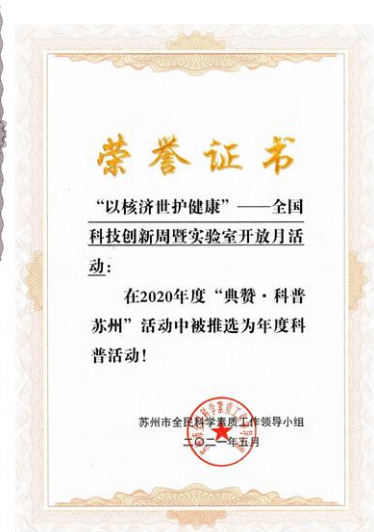 荣誉证书
“以核济世护健康”——全国
科技创新周暨实验室开放月活
动：
在2020年度“典赞·科普
苏州”活动中被推选为年度科
普活动！
苏州市全民科学素质工作领导小组
二〇二一年五月